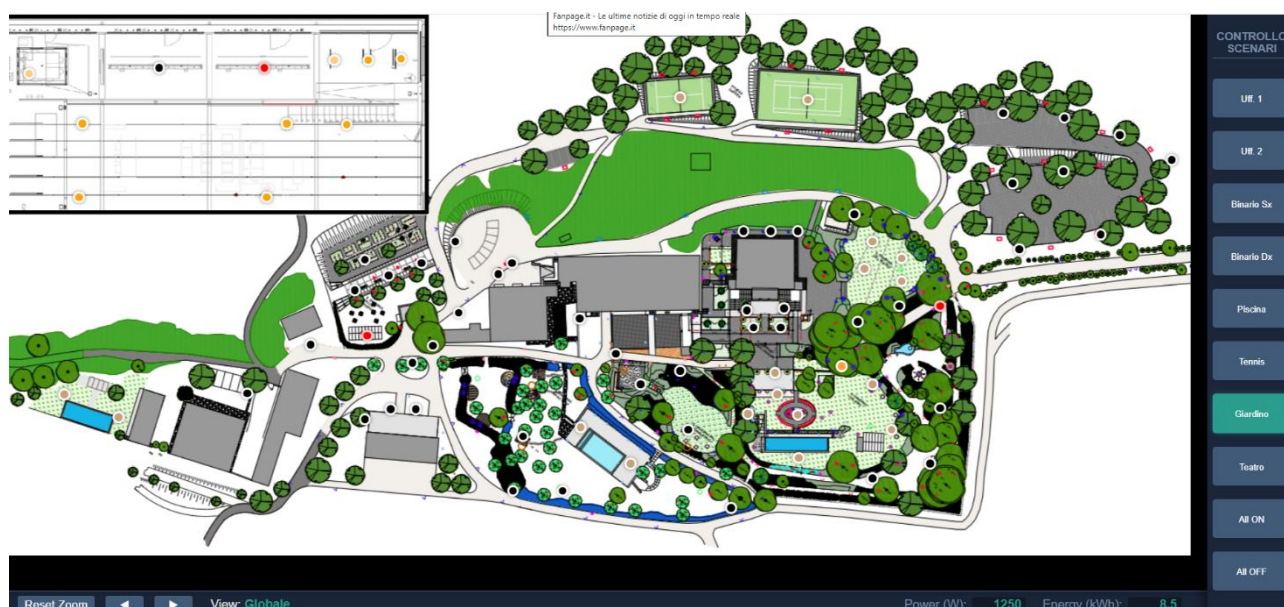 Fanpage.it - Le ultime notizie di oggi in tempo reale
https://www.fanpage.it
CONTROLLO
SCENARI
Uff. 1
Uff. 2
Binario Sx
Binario Dx
Piscina
Tennis
Giardino
Teatro
All ON
All OFF
Reset Zoom ◄ ► View: Globale Power (W): 1250 Energy (kWh): 8.5